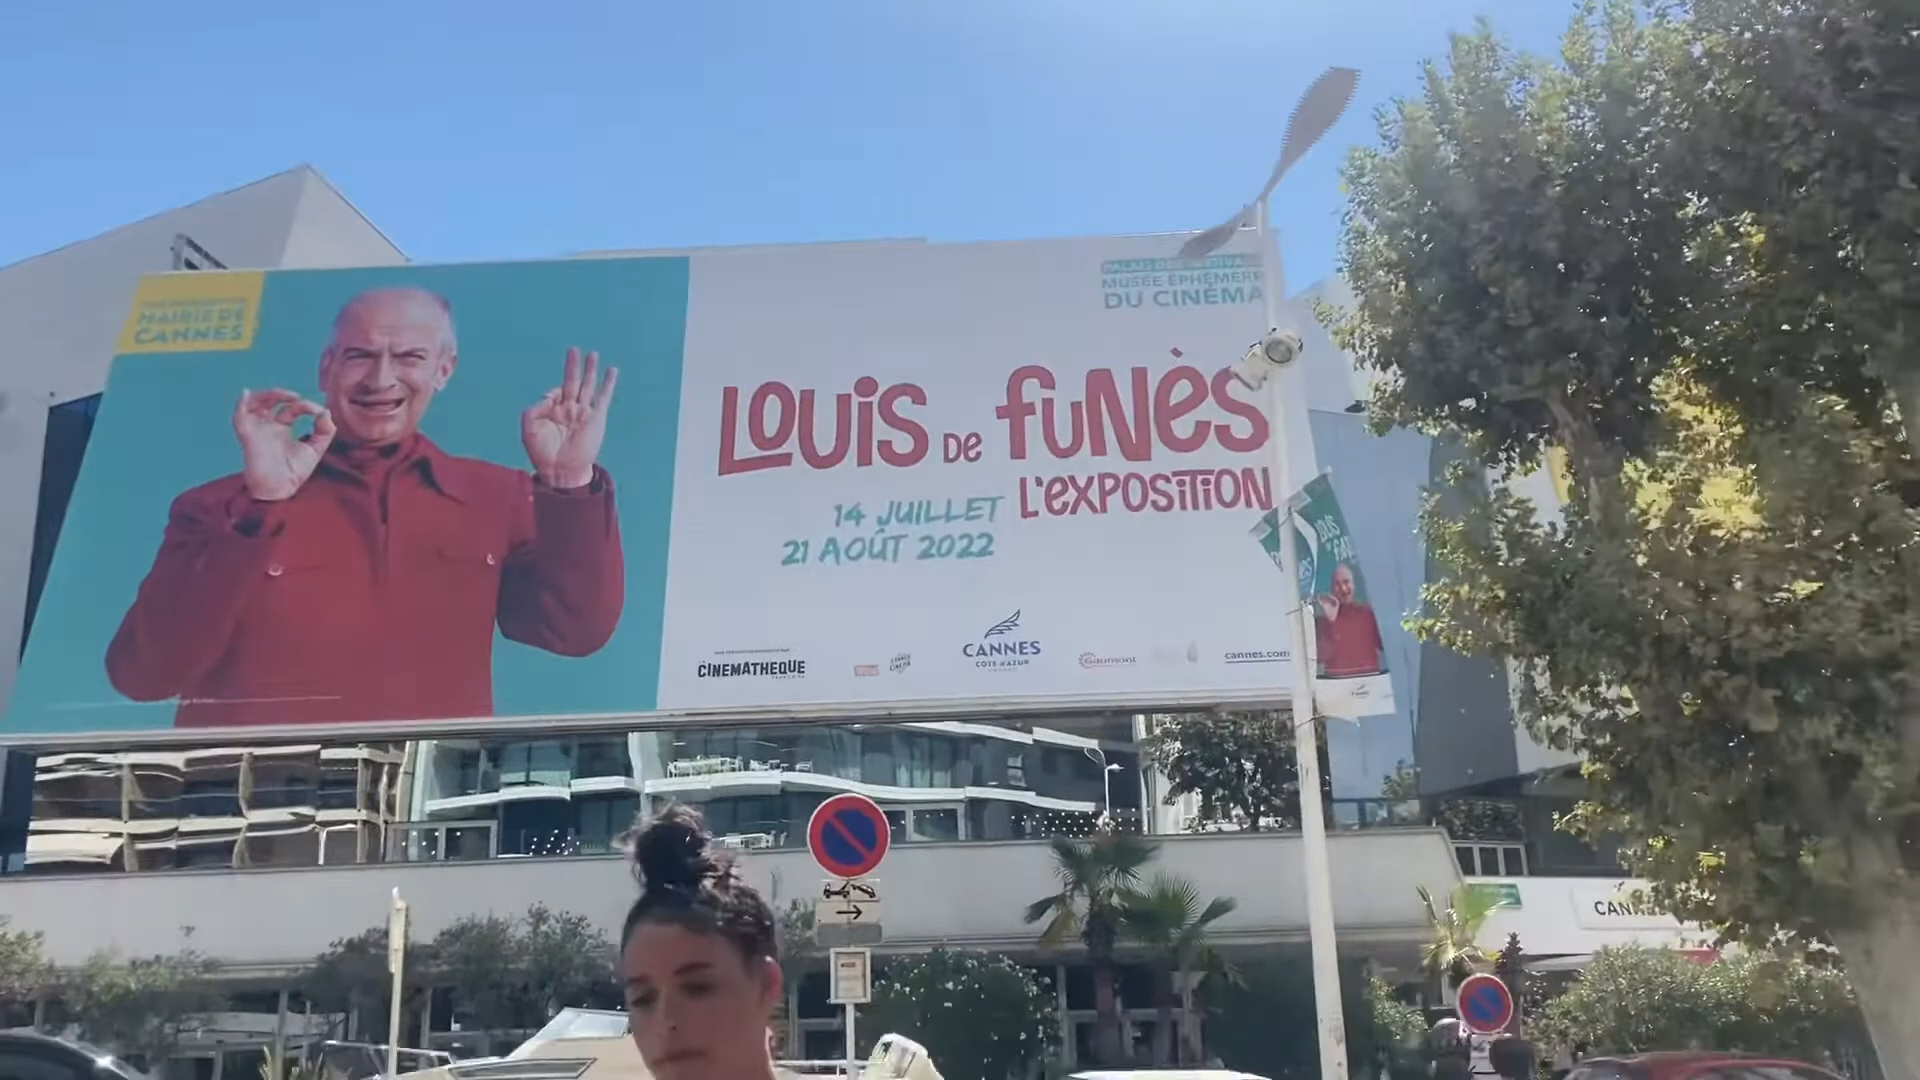 MAIRIE DE
CANNES
PALAIS DES FESTIVALS
MUSÉE ÉPHÉMÈRE
DU CINÉMA
LOUIS DE FUNÈS
L'EXPOSITION
14 JUILLET
21 AOÛT 2022
CINEMATHEQUE
CANNES
CÔTE D'AZUR
Gaumont
cannes.com
CANNES